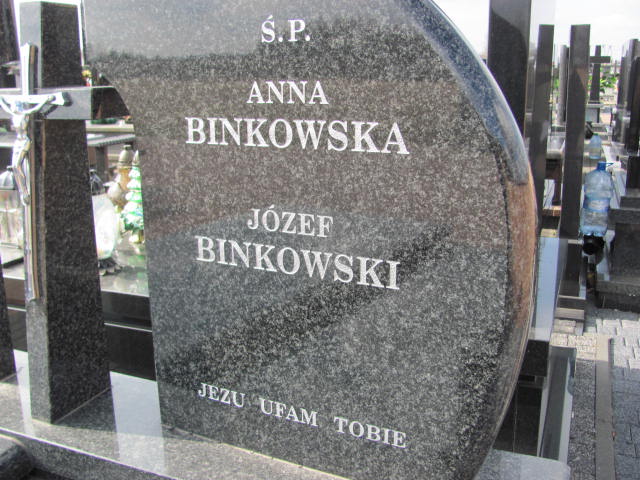 Ś.P.
ANNA
BINKOWSKA
JÓZEF
BINKOWSKI
JEZU UFAM TOBIE